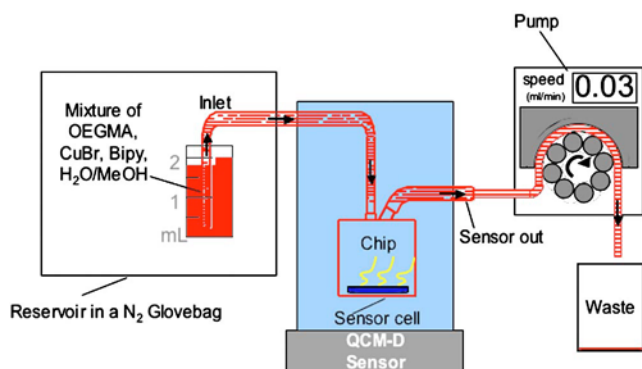 Pump
speed
(ml/min)
0.03
Mixture of
OEGMA,
CuBr, Bipy,
H₂O/MeOH
Inlet
2
1
mL
Chip
Sensor out
Sensor cell
Reservoir in a N₂ Glovebag
Waste
QCM-D
Sensor